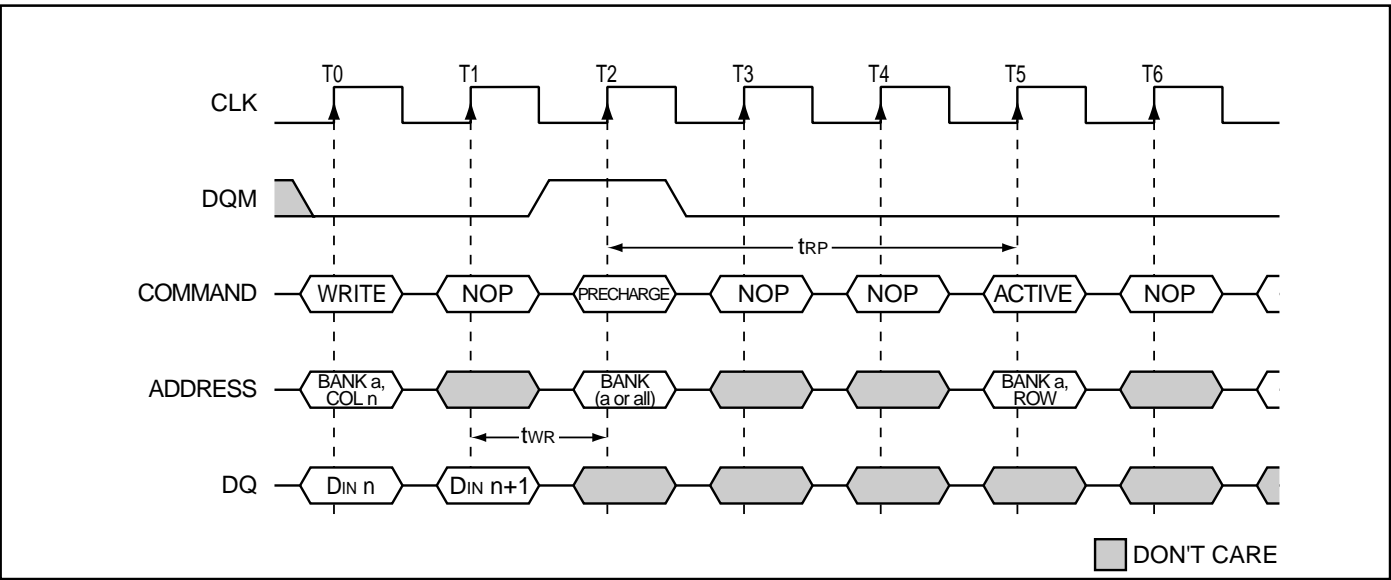 T0 T1 T2 T3 T4 T5 T6
CLK
DQM
tRP
COMMAND WRITE NOP PRECHARGE NOP NOP ACTIVE NOP
ADDRESS BANK a, COL n BANK (a or all) BANK a, ROW
tWR
DQ DIN n DIN n+1
DON'T CARE